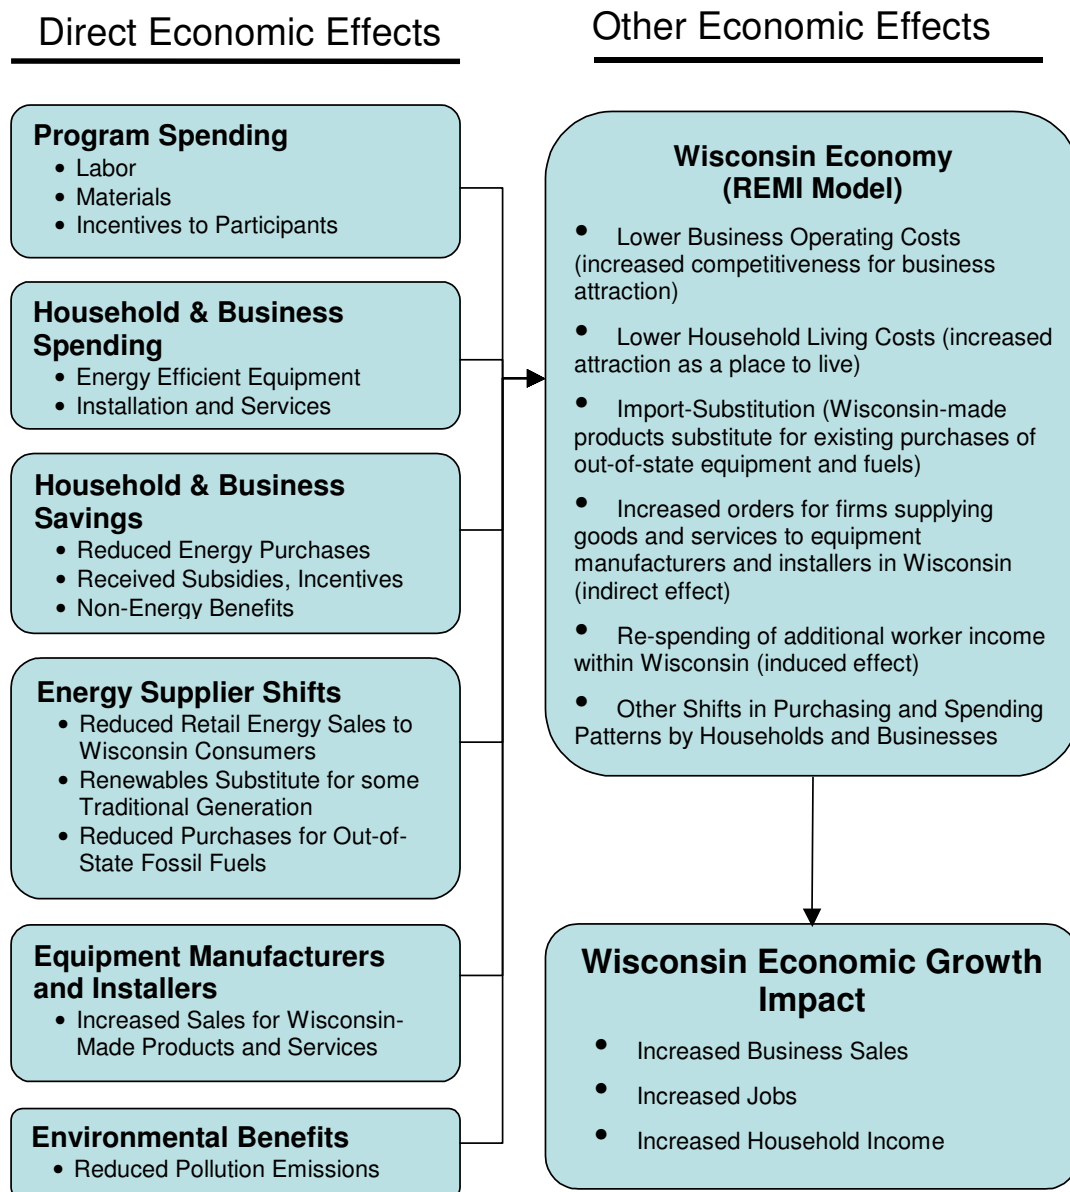 Direct Economic Effects
Program Spending
• Labor
• Materials
• Incentives to Participants
Household & Business
Spending
• Energy Efficient Equipment
• Installation and Services
Household & Business
Savings
• Reduced Energy Purchases
• Received Subsidies, Incentives
• Non-Energy Benefits
Energy Supplier Shifts
• Reduced Retail Energy Sales to
Wisconsin Consumers
• Renewables Substitute for some
Traditional Generation
• Reduced Purchases for Out-of-
State Fossil Fuels
Equipment Manufacturers
and Installers
• Increased Sales for Wisconsin-
Made Products and Services
Environmental Benefits
• Reduced Pollution Emissions
Other Economic Effects
Wisconsin Economy
(REMI Model)
• Lower Business Operating Costs
(increased competitiveness for business
attraction)
• Lower Household Living Costs (increased
attraction as a place to live)
• Import-Substitution (Wisconsin-made
products substitute for existing purchases of
out-of-state equipment and fuels)
• Increased orders for firms supplying
goods and services to equipment
manufacturers and installers in Wisconsin
(indirect effect)
• Re-spending of additional worker income
within Wisconsin (induced effect)
• Other Shifts in Purchasing and Spending
Patterns by Households and Businesses
Wisconsin Economic Growth
Impact
• Increased Business Sales
• Increased Jobs
• Increased Household Income